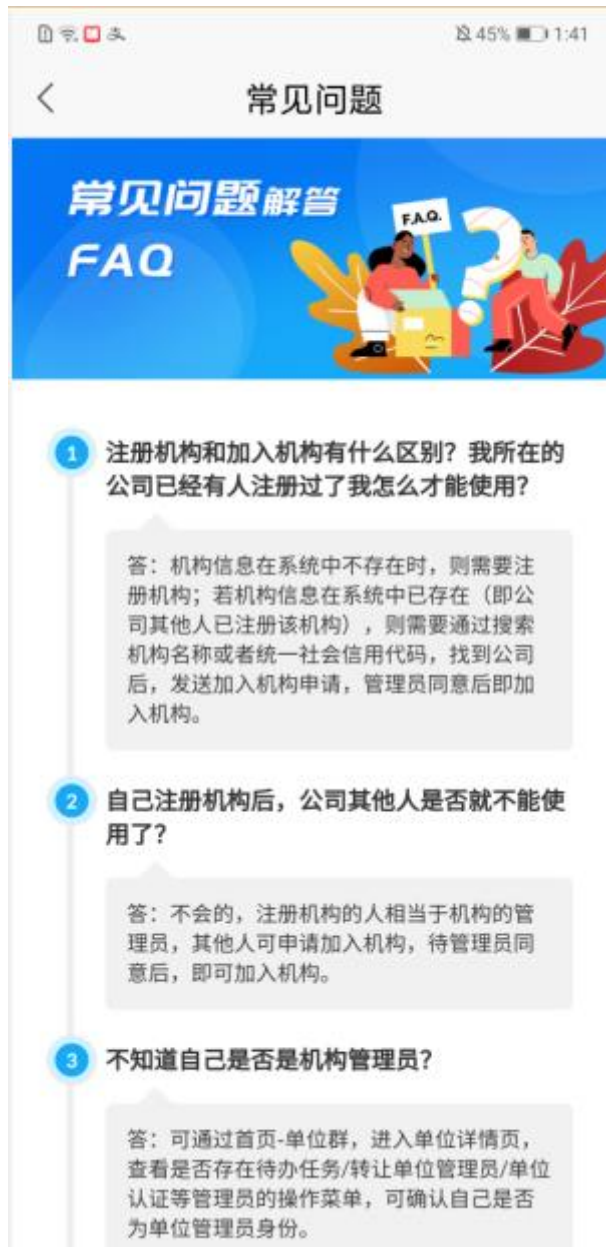 45% 1:41
常见问题
常见问题解答
FAQ
F.A.Q.
1 注册机构和加入机构有什么区别？我所在的
公司已经有人注册过了我怎么才能使用？
答：机构信息在系统中不存在时，则需要注
册机构；若机构信息在系统中已存在（即公
司其他人已注册该机构），则需要通过搜索
机构名称或者统一社会信用代码，找到公司
后，发送加入机构申请，管理员同意后即加
入机构。
2 自己注册机构后，公司其他人是否就不能使
用了？
答：不会的，注册机构的人相当于机构的管
理员，其他人可申请加入机构，待管理员同
意后，即可加入机构。
3 不知道自己是否是机构管理员？
答：可通过首页-单位群，进入单位详情页，
查看是否存在待办任务/转让单位管理员/单位
认证等管理员的操作菜单，可确认自己是否
为单位管理员身份。